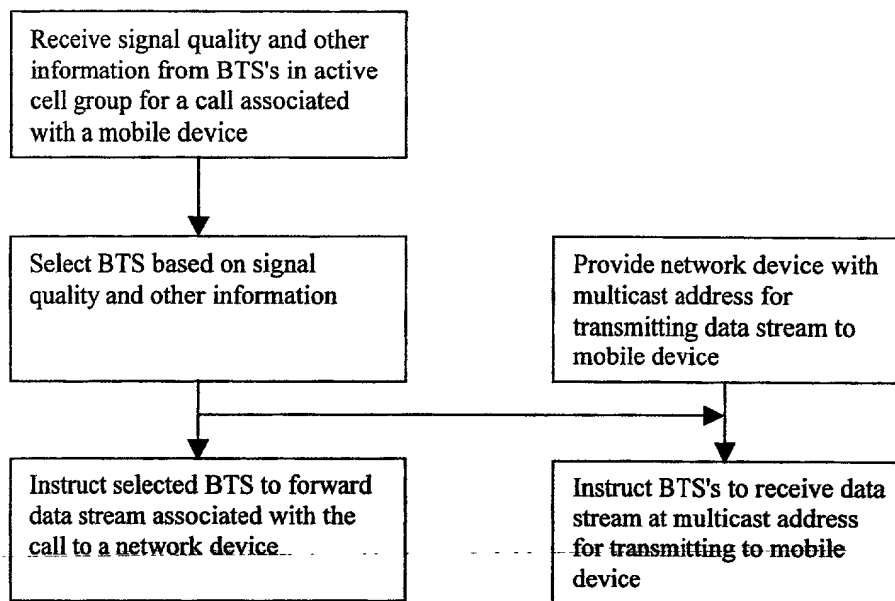 Receive signal quality and other
information from BTS's in active
cell group for a call associated
with a mobile device
Select BTS based on signal
quality and other information
Provide network device with
multicast address for
transmitting data stream to
mobile device
Instruct selected BTS to forward
data stream associated with the
call to a network device
Instruct BTS's to receive data
stream at multicast address
for transmitting to mobile
device